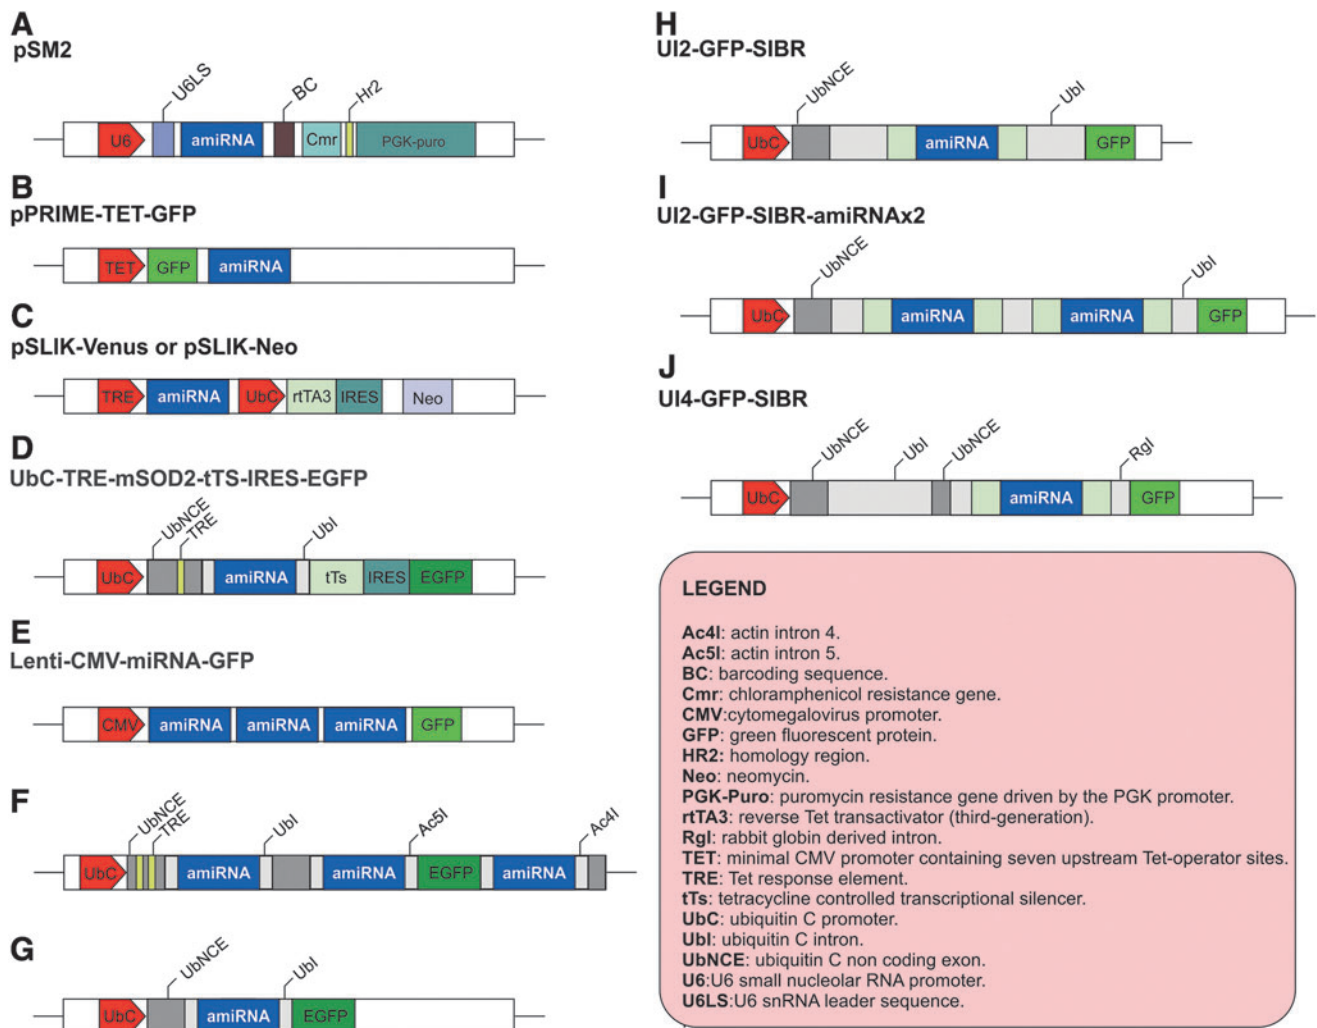 A
pSM2
U6LS
BC
Hr2
U6
amiRNA
Cmr
PGK-puro
B
pPRIME-TET-GFP
TET
GFP
amiRNA
C
pSLIK-Venus or pSLIK-Neo
TRE
amiRNA
UbC
rtTA3
IRES
Neo
D
UbC-TRE-mSOD2-tTS-IRES-EGFP
UbNCE
TRE
UbI
UbC
amiRNA
tTs
IRES
EGFP
E
Lenti-CMV-miRNA-GFP
CMV
amiRNA
amiRNA
amiRNA
GFP
F
UbNCE
TRE
UbI
Ac5I
Ac4I
UbC
amiRNA
amiRNA
EGFP
amiRNA
G
UbNCE
UbI
UbC
amiRNA
EGFP
H
UI2-GFP-SIBR
UbNCE
UbI
UbC
amiRNA
GFP
I
UI2-GFP-SIBR-amiRNAx2
UbNCE
UbI
UbC
amiRNA
amiRNA
GFP
J
UI4-GFP-SIBR
UbNCE
UbI
UbNCE
RgI
UbC
amiRNA
GFP
LEGEND
Ac4I: actin intron 4.
Ac5I: actin intron 5.
BC: barcoding sequence.
Cmr: chloramphenicol resistance gene.
CMV:cytomegalovirus promoter.
GFP: green fluorescent protein.
HR2: homology region.
Neo: neomycin.
PGK-Puro: puromycin resistance gene driven by the PGK promoter.
rtTA3: reverse Tet transactivator (third-generation).
RgI: rabbit globin derived intron.
TET: minimal CMV promoter containing seven upstream Tet-operator sites.
TRE: Tet response element.
tTs: tetracycline controlled transcriptional silencer.
UbC: ubiquitin C promoter.
UbI: ubiquitin C intron.
UbNCE: ubiquitin C non coding exon.
U6:U6 small nucleolar RNA promoter.
U6LS:U6 snRNA leader sequence.